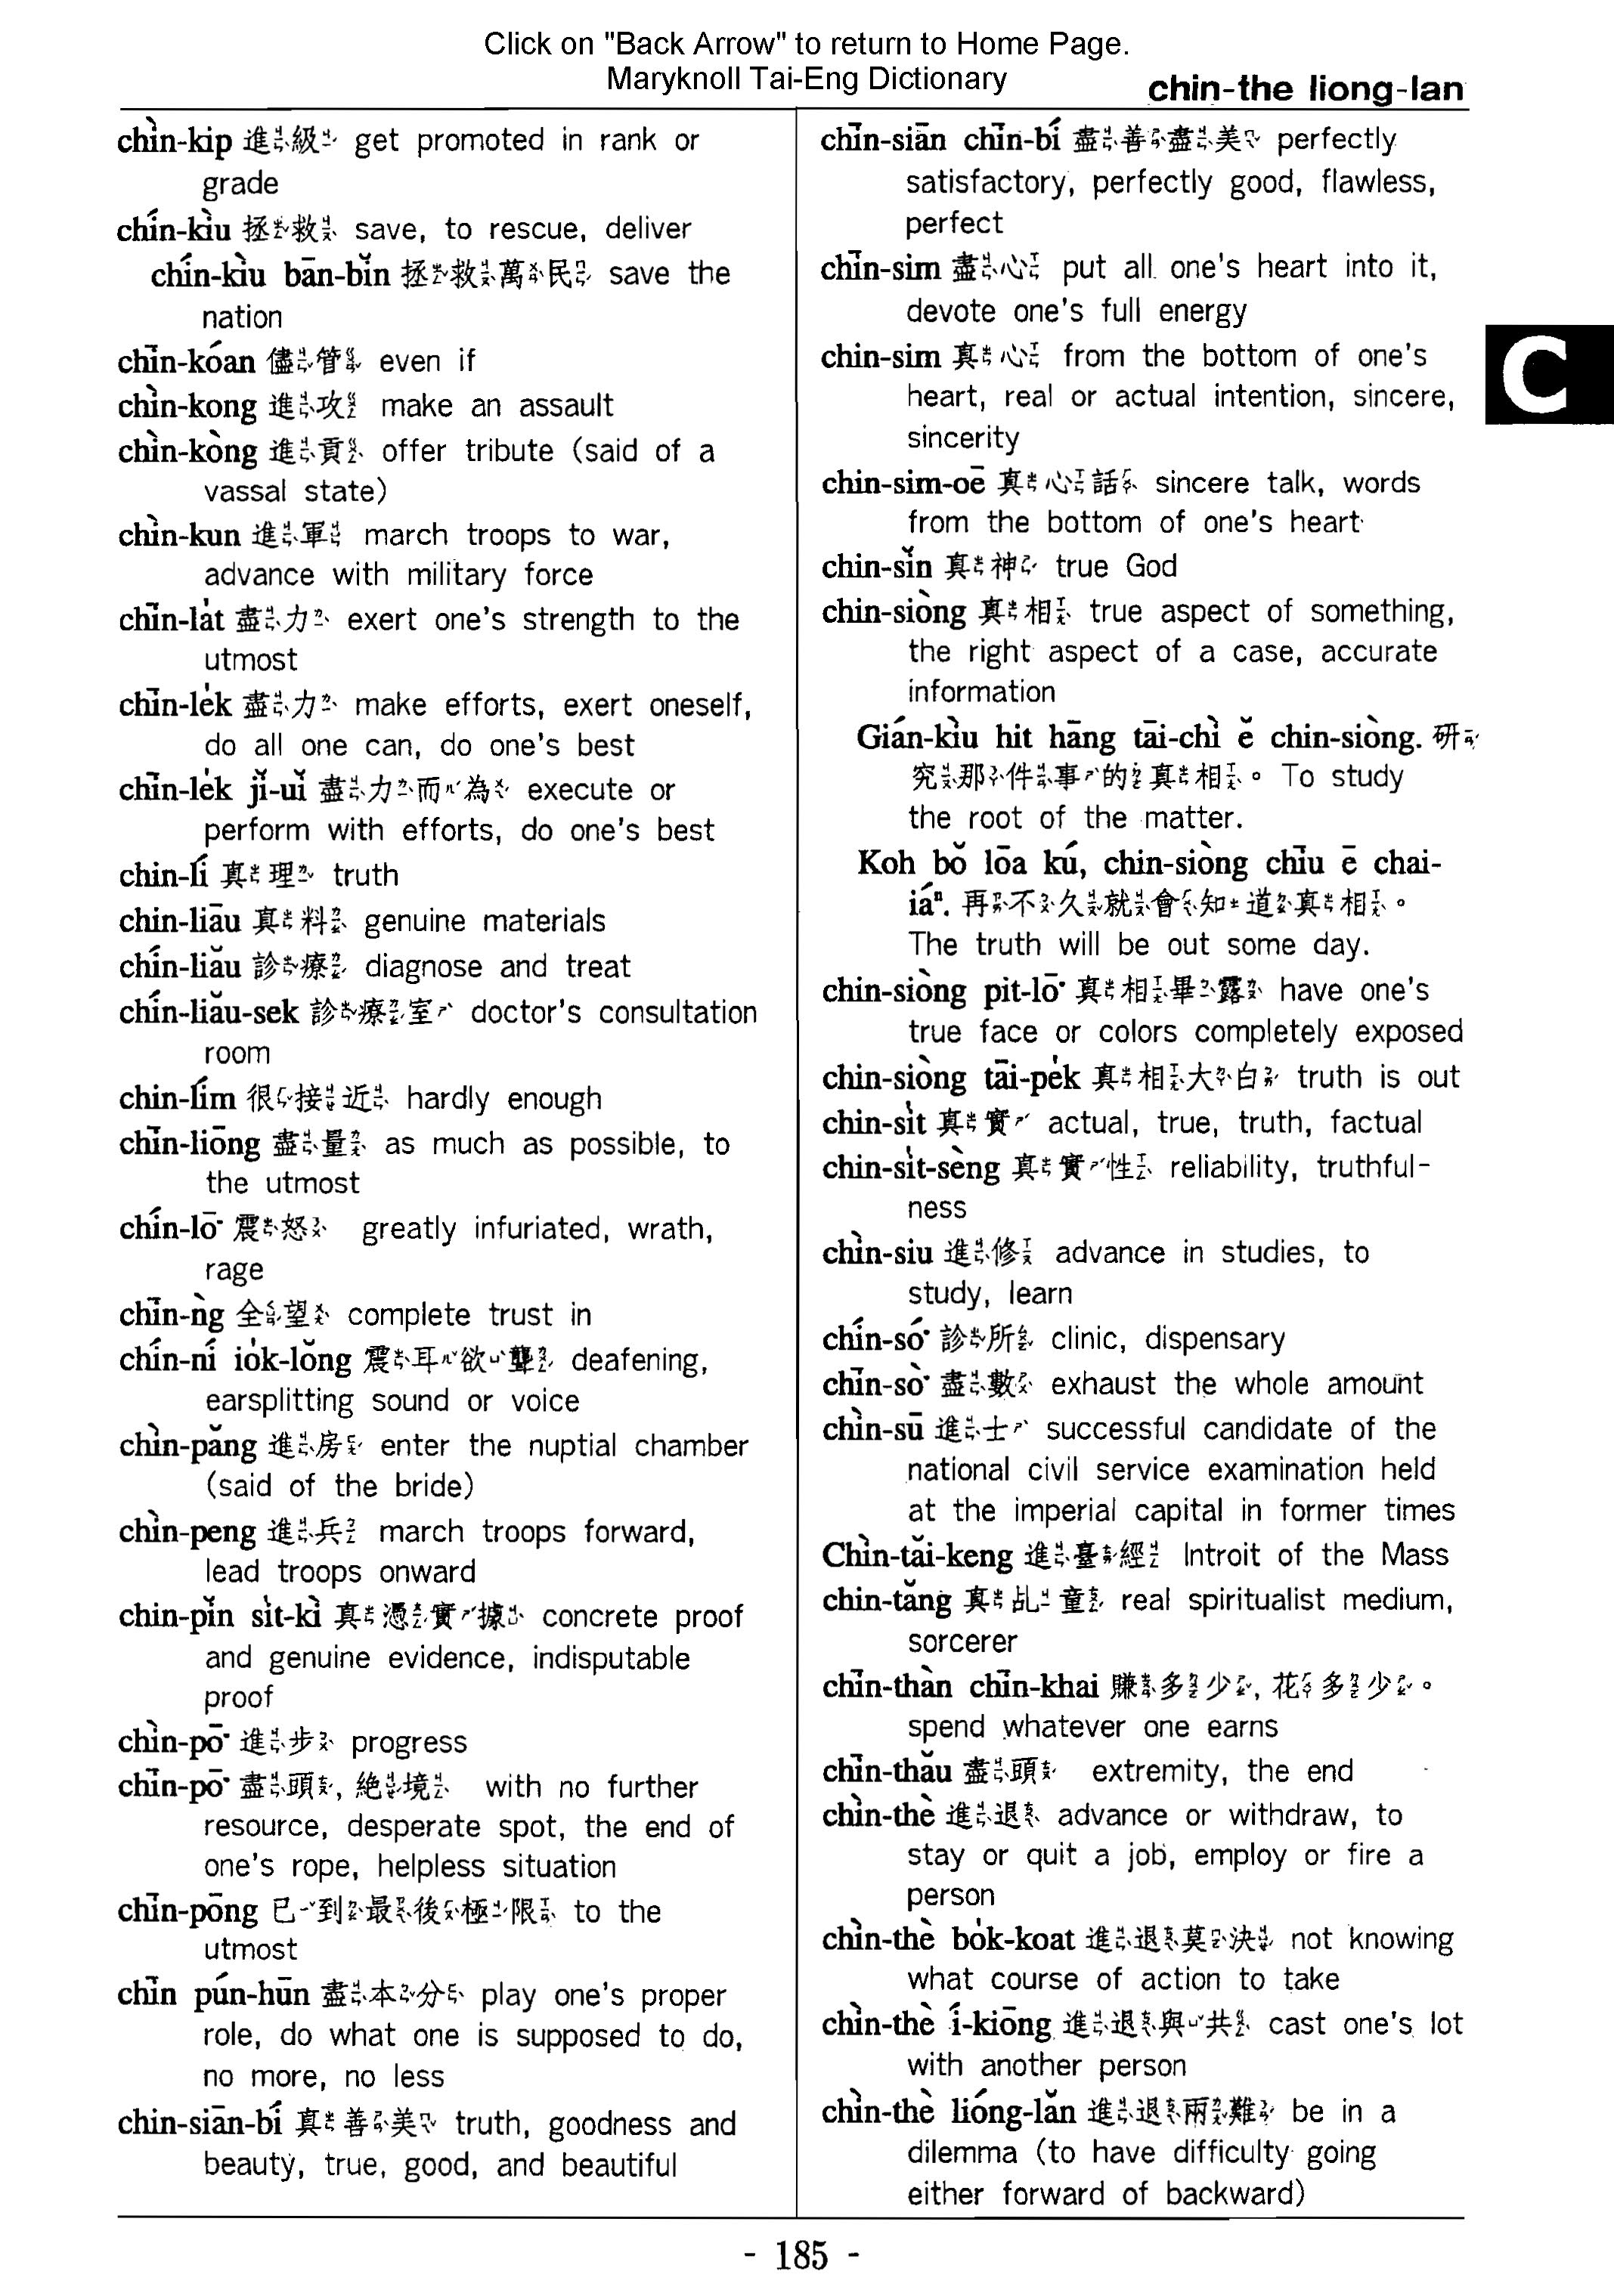 Click on "Back Arrow" to return to Home Page.
Maryknoll Tai-Eng Dictionary
chin-the liong-lan
chìn-kip 進級 get promoted in rank or
grade
chín-kìu 拯救 save, to rescue, deliver
chín-kìu bān-bĭn 拯救萬民 save the
nation
chīn-kóan 儘管 even if
chìn-kong 進攻 make an assault
chìn-kòng 進貢 offer tribute (said of a
vassal state)
chìn-kun 進軍 march troops to war,
advance with military force
chīn-la̍t 盡力 exert one's strength to the
utmost
chīn-le̍k 盡力 make efforts, exert oneself,
do all one can, do one's best
chīn-le̍k jĭ-uĭ 盡力而為 execute or
perform with efforts, do one's best
chin-lí 真理 truth
chin-liāu 真料 genuine materials
chín-liău 診療 diagnose and treat
chín-liău-sek 診療室 doctor's consultation
room
chin-lím 很接近 hardly enough
chīn-liōng 盡量 as much as possible, to
the utmost
chín-lō͘ 震怒 greatly infuriated, wrath,
rage
chīn-ǹg 全望 complete trust in
chín-ní io̍k-lŏng 震耳欲聾 deafening,
earsplitting sound or voice
chìn-păng 進房 enter the nuptial chamber
(said of the bride)
chìn-peng 進兵 march troops forward,
lead troops onward
chin-pĭn si̍t-kì 真憑實據 concrete proof
and genuine evidence, indisputable
proof
chìn-pō͘ 進步 progress
chīn-pō͘ 盡頭, 絶境 with no further
resource, desperate spot, the end of
one's rope, helpless situation
chīn-pōng 已到最後極限 to the
utmost
chīn pún-hūn 盡本分 play one's proper
role, do what one is supposed to do,
no more, no less
chin-siān-bí 真善美 truth, goodness and
beauty, true, good, and beautiful
chīn-siān chīn-bí 盡善盡美 perfectly
satisfactory, perfectly good, flawless,
perfect
chīn-sim 盡心 put all one's heart into it,
devote one's full energy
chin-sim 真心 from the bottom of one's
heart, real or actual intention, sincere,
sincerity
chin-sim-oē 真心話 sincere talk, words
from the bottom of one's heart
chin-sĭn 真神 true God
chin-siòng 真相 true aspect of something,
the right aspect of a case, accurate
information
Gián-kìu hit hāng tāi-chì ĕ chin-siòng. 研
究那件事的真相。 To study
the root of the matter.
Koh bŏ lōa kú, chin-siòng chīu ē chai-
iáⁿ. 再不久就會知道真相。
The truth will be out some day.
chin-siòng pit-lō͘ 真相畢露 have one's
true face or colors completely exposed
chin-siòng tāi-pe̍k 真相大白 truth is out
chin-si̍t 真實 actual, true, truth, factual
chin-si̍t-sèng 真實性 reliability, truthful-
ness
chìn-siu 進修 advance in studies, to
study, learn
chín-só͘ 診所 clinic, dispensary
chīn-sò͘ 盡數 exhaust the whole amount
chìn-sū 進士 successful candidate of the
national civil service examination held
at the imperial capital in former times
Chìn-tăi-keng 進臺經 Introit of the Mass
chin-tăng 真乩童 real spiritualist medium,
sorcerer
chīn-thàn chīn-khai 賺多少, 花多少。
spend whatever one earns
chīn-thău 盡頭 extremity, the end
chìn-thè 進退 advance or withdraw, to
stay or quit a job, employ or fire a
person
chìn-thè bo̍k-koat 進退莫決 not knowing
what course of action to take
chìn-thè í-kiōng 進退與共 cast one's lot
with another person
chìn-thè lióng-lăn 進退兩難 be in a
dilemma (to have difficulty going
either forward of backward)
C
- 185 -